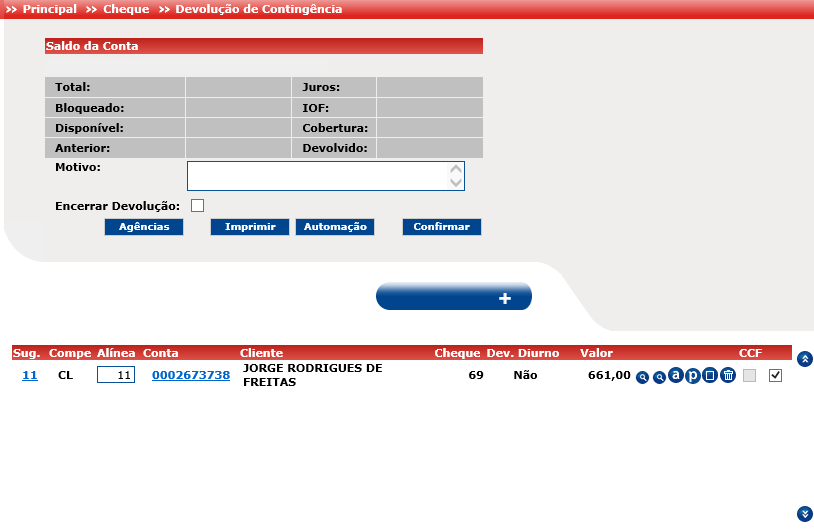 >> Principal >> Cheque >> Devolução de Contingência
Saldo da Conta
Total: Juros:
Bloqueado: IOF:
Disponível: Cobertura:
Anterior: Devolvido:
Motivo:
Encerrar Devolução:
Agências Imprimir Automação Confirmar
+
Sug. Compe Alínea Conta Cliente Cheque Dev. Diurno Valor CCF
11 CL 11 0002673738 JORGE RODRIGUES DE 69 Não 661,00 a p
FREITAS